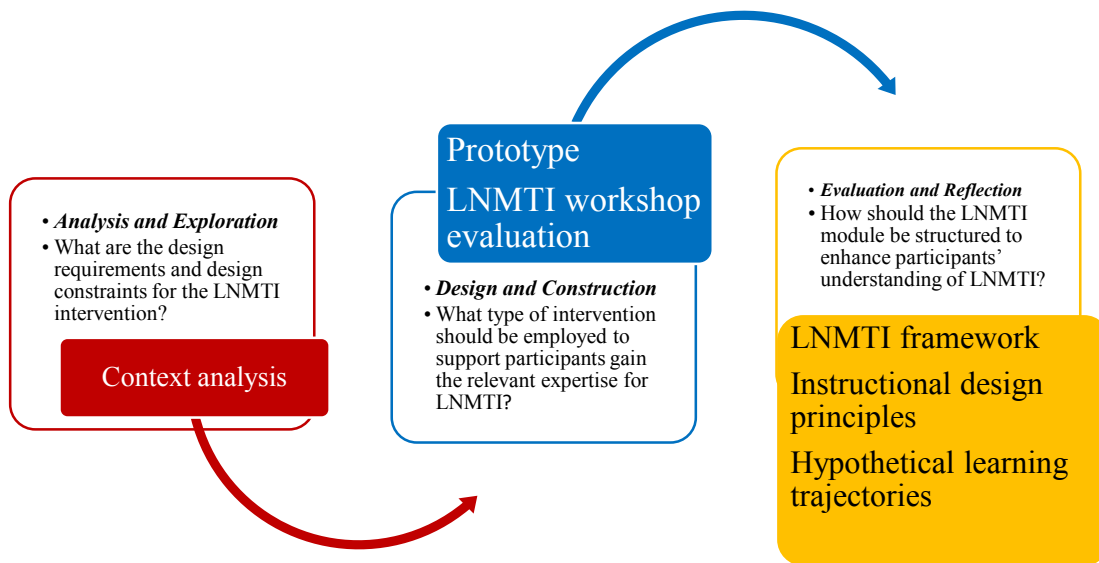 • Analysis and Exploration
• What are the design
requirements and design
constraints for the LNMTI
intervention?
Context analysis
Prototype
LNMTI workshop
evaluation
• Design and Construction
• What type of intervention
should be employed to
support participants gain
the relevant expertise for
LNMTI?
• Evaluation and Reflection
• How should the LNMTI
module be structured to
enhance participants’
understanding of LNMTI?
LNMTI framework
Instructional design
principles
Hypothetical learning
trajectories